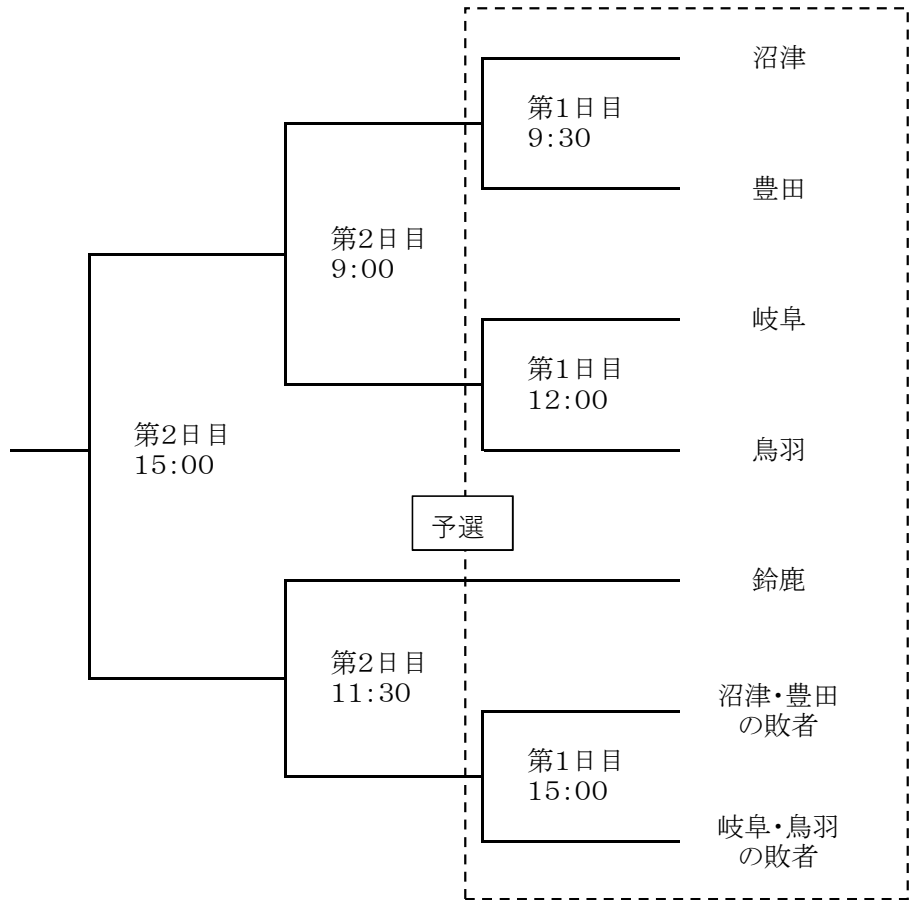 沼津
第1日目
9:30
豊田
第2日目
9:00
岐阜
第1日目
12:00
第2日目
15:00
鳥羽
予選
鈴鹿
第2日目
11:30
沼津・豊田
の敗者
第1日目
15:00
岐阜・鳥羽
の敗者